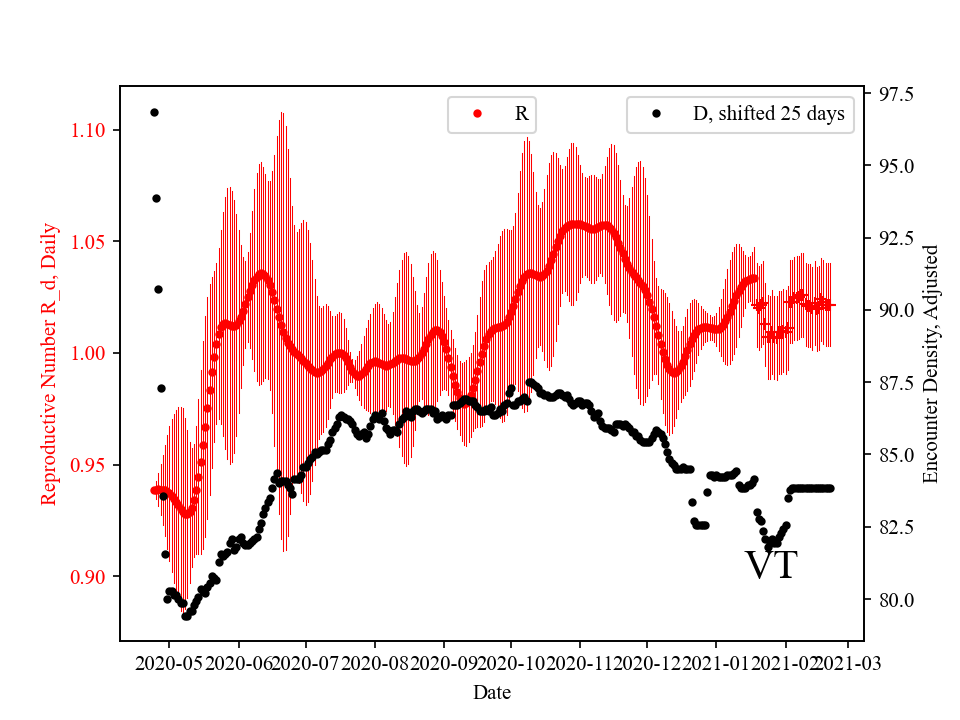 R
D, shifted 25 days
Reproductive Number R_d, Daily
1.10
1.05
1.00
0.95
0.90
97.5
95.0
92.5
90.0
87.5
85.0
82.5
80.0
Encounter Density, Adjusted
VT
2020-05 2020-06 2020-07 2020-08 2020-09 2020-10 2020-11 2020-12 2021-01 2021-02 2021-03
Date